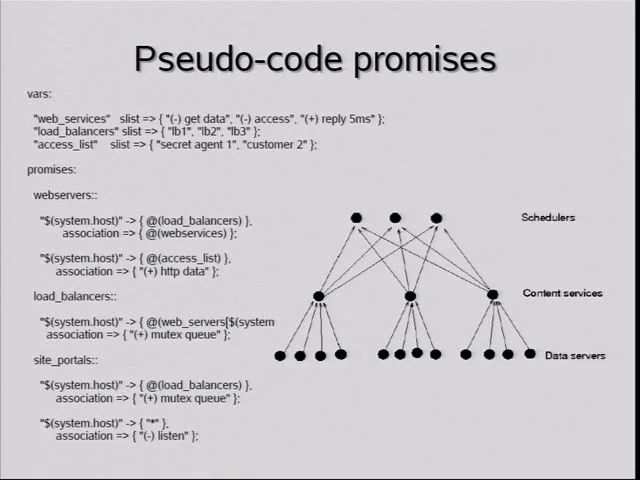 Pseudo-code promises
vars:
"web_services" slist => { "(-) get data", "(-) access", "(+) reply 5ms" };
"load_balancers" slist => { "lb1", "lb2", "lb3" };
"access_list" slist => { "secret agent 1", "customer 2" };
promises:
webservers::
"$(system.host)" -> { @(load_balancers) },
association => { @(webservices) };
"$(system.host)" -> { @(access_list) },
association => { "(+) http data" };
load_balancers::
"$(system.host)" -> { @(web_servers[$(system
association => { "(+) mutex queue" };
site_portals::
"$(system.host)" -> { @(load_balancers) },
association => { "(+) mutex queue" };
"$(system.host)" -> { "*" },
association => { "(-) listen" };
Schedulers
Content services
Data servers